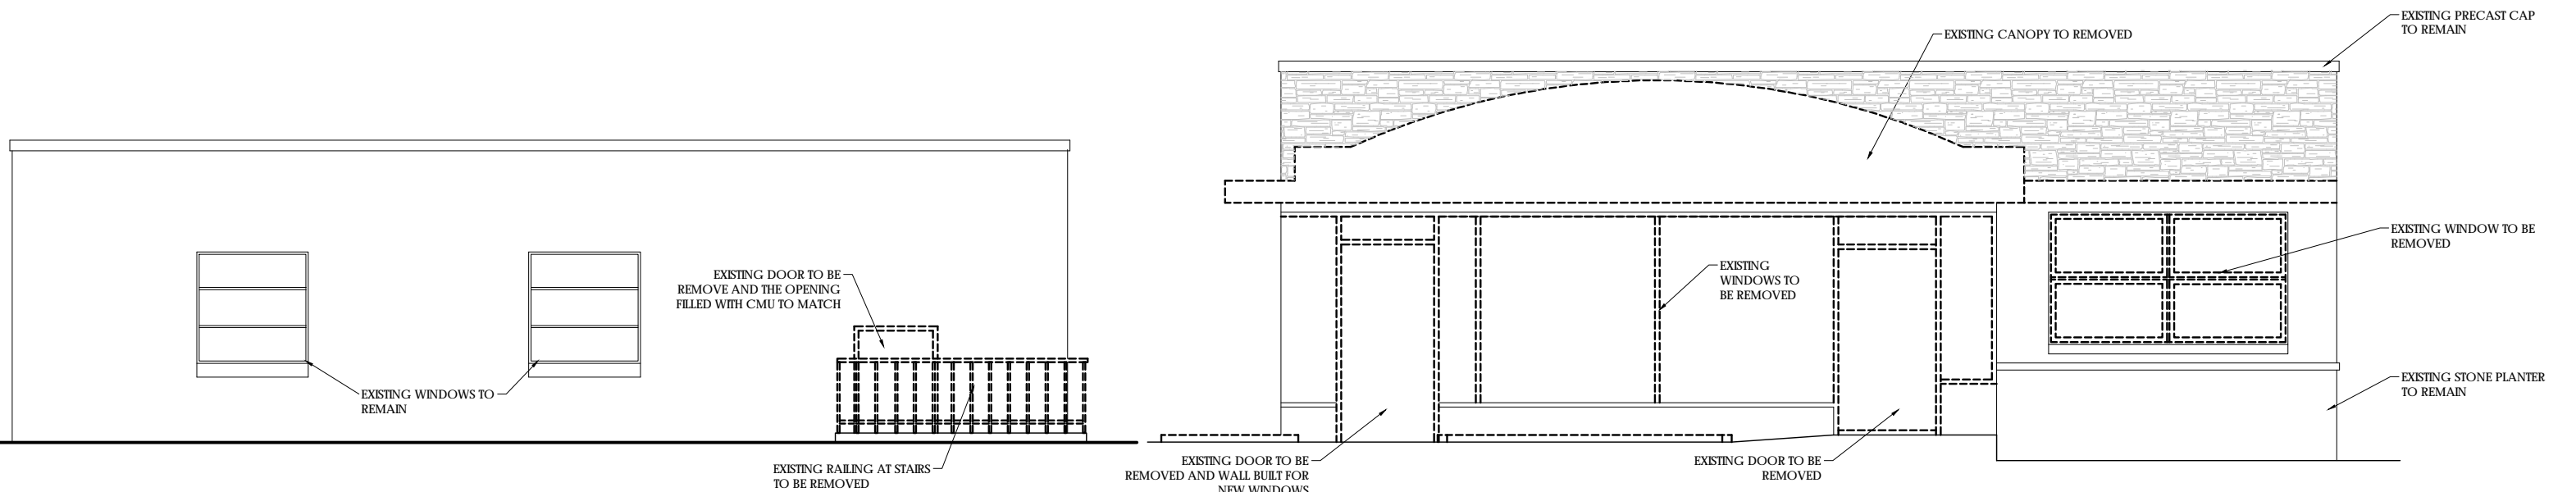 EXISTING DOOR TO BE
REMOVE AND THE OPENING
FILLED WITH CMU TO MATCH
EXISTING WINDOWS TO
REMAIN
EXISTING RAILING AT STAIRS
TO BE REMOVED
EXISTING CANOPY TO REMOVED
EXISTING PRECAST CAP
TO REMAIN
EXISTING
WINDOWS TO
BE REMOVED
EXISTING WINDOW TO BE
REMOVED
EXISTING STONE PLANTER
TO REMAIN
EXISTING DOOR TO BE
REMOVED AND WALL BUILT FOR
NEW WINDOWS
EXISTING DOOR TO BE
REMOVED